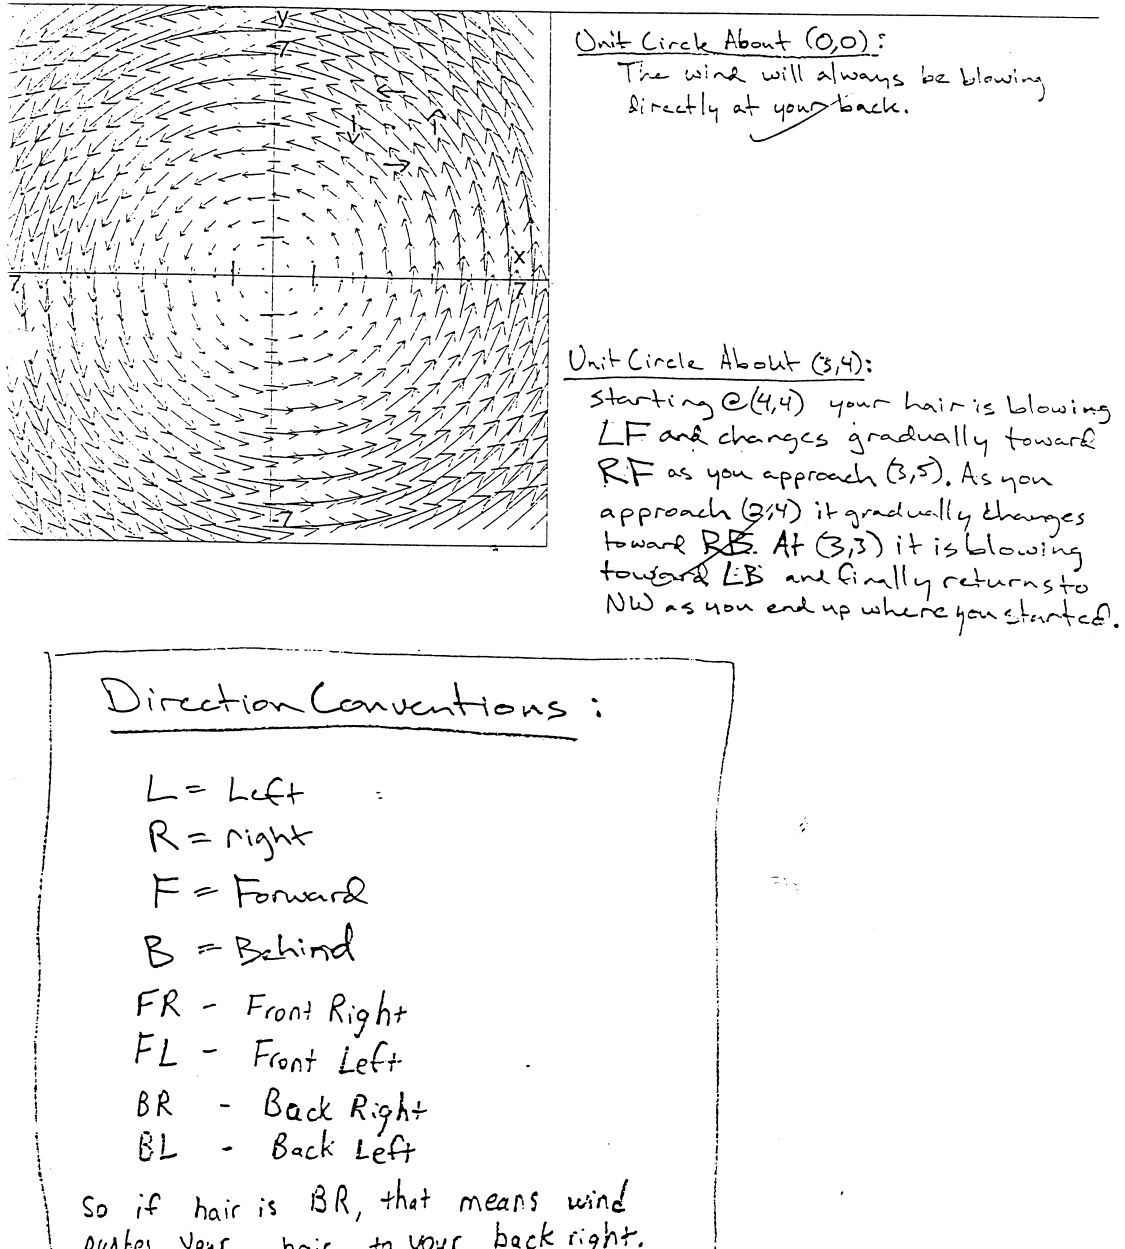 y
7
x
7
7
-7
Unit Circle About (0,0):
The wind will always be blowing
directly at your back.
Unit Circle About (3,4):
Starting @(4,4) your hair is blowing
LF and changes gradually toward
RF as you approach (3,5). As you
approach (2,4) it gradually changes
toward RB. At (3,3) it is blowing
toward LB and finally returns to
NW as you end up where you started.
Direction Conventions:
L = Left
R = right
F = Forward
B = Behind
FR - Front Right
FL - Front Left
BR - Back Right
BL - Back Left
So if hair is BR, that means wind
pushes your hair to your back right.